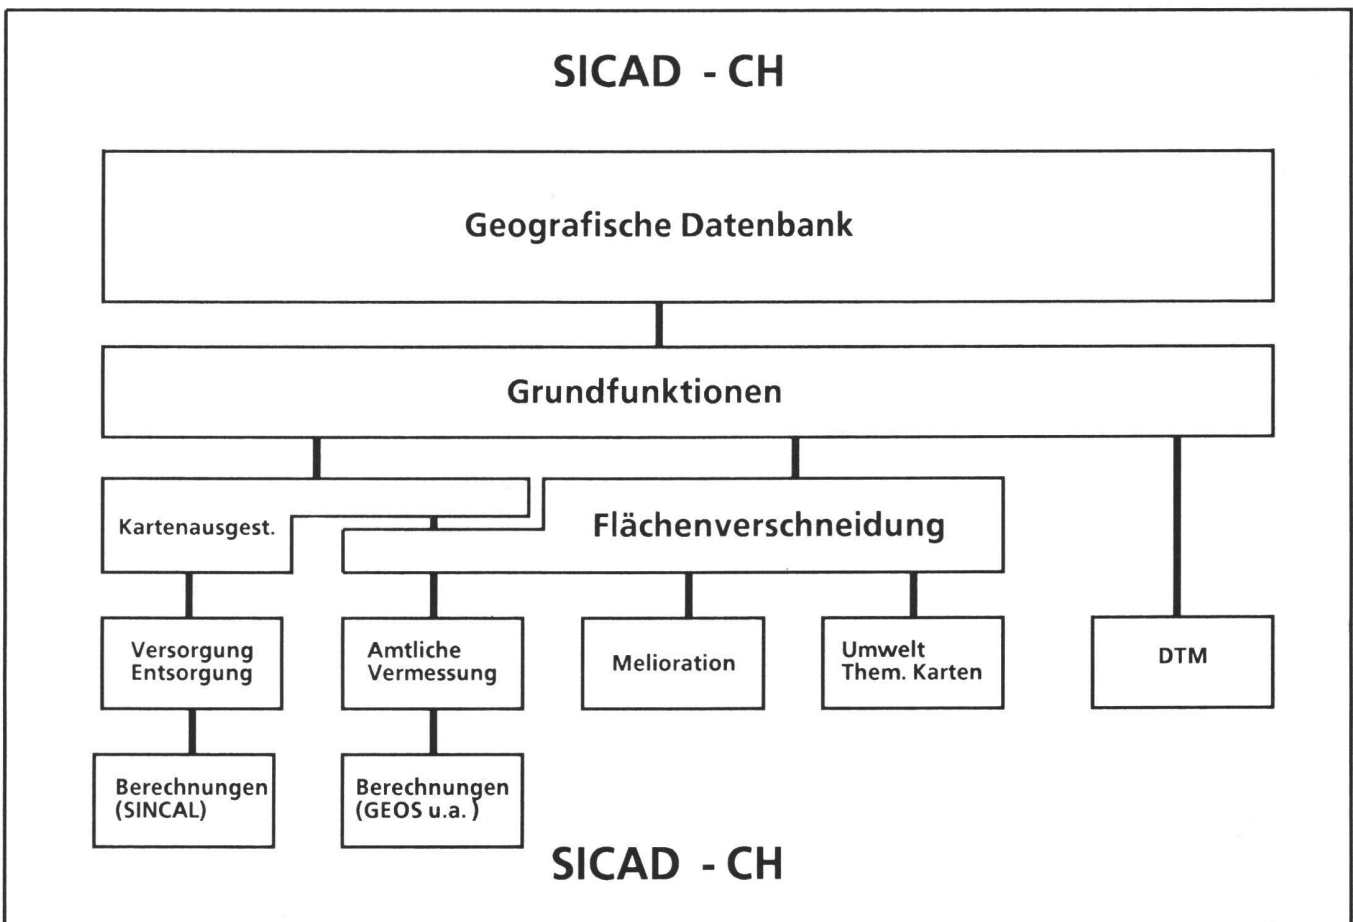 SICAD - CH
Geografische Datenbank
Grundfunktionen
Kartenausgest.
Flächenverschneidung
Versorgung
Entsorgung
Amtliche
Vermessung
Melioration
Umwelt
Them. Karten
DTM
Berechnungen
(SINCAL)
Berechnungen
(GEOS u.a. )
SICAD - CH